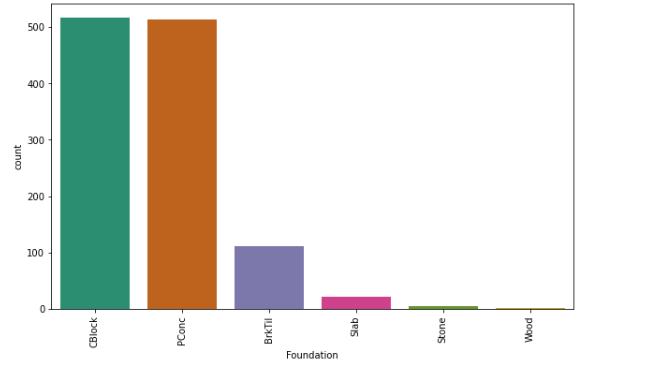 500
400
300
200
100
0
count
CBlock
PConc
BrkTil
Slab
Stone
Wood
Foundation